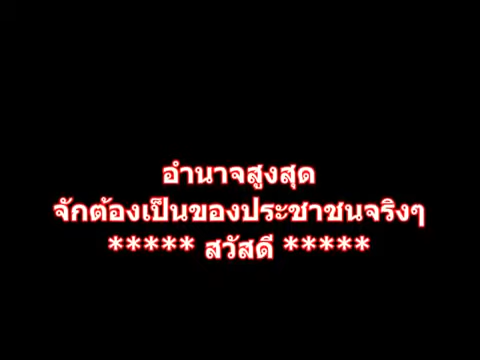 อำนาจสูงสุด
จักต้องเป็นของประชาชนจริงๆ
***** สวัสดี *****